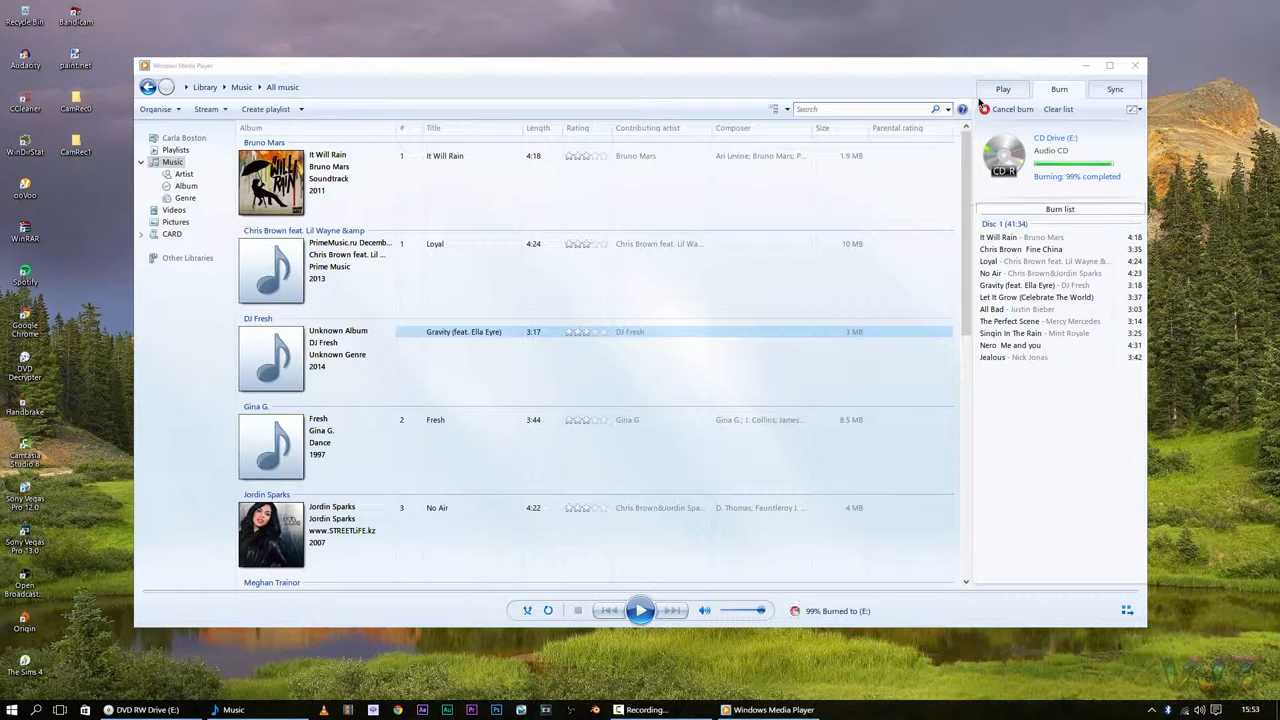 Recycle Bin
Bandicam
Audacity
paint.net
CCleaner
CamRec0
WinDirStat
CamRec1
ooVoo
WinRAR
Spotify
Google
Chrome
DVD
Decrypter
Handbrake
Camtasia
Studio 8
Sony Vegas
Pro 12.0
Sony Vegas
Pro 13.0
Open
Broadcast...
Origin
The Sims 4
Windows Media Player
Library
Music
All music
Play
Burn
Sync
Organise
Stream
Create playlist
Search
Cancel burn
Clear list
Carla Boston
Playlists
Music
Artist
Album
Genre
Videos
Pictures
CARD
Other Libraries
Album # Title Length Rating Contributing artist Composer Size Parental rating
Bruno Mars
It Will Rain
Bruno Mars
Soundtrack
2011
1 It Will Rain 4:18 Bruno Mars Ari Levine; Bruno Mars; P... 1.9 MB
Chris Brown feat. Lil Wayne &amp
PrimeMusic.ru Decemb...
Chris Brown feat. Lil ...
Prime Music
2013
1 Loyal 4:24 Chris Brown feat. Lil Wa... 10 MB
DJ Fresh
Unknown Album
DJ Fresh
Unknown Genre
2014
Gravity (feat. Ella Eyre) 3:17 DJ Fresh 3 MB
Gina G.
Fresh
Gina G.
Dance
1997
2 Fresh 3:44 Gina G. Gina G.; J. Collins; James... 8.5 MB
Jordin Sparks
Jordin Sparks
Jordin Sparks
www.STREETLiFE.kz
2007
3 No Air 4:22 Chris Brown&Jordin Spa... D. Thomas; Fauntleroy J. ... 4 MB
Meghan Trainor
CD Drive (E:)
Audio CD
CD R
Burning: 99% completed
Burn list
Disc 1 (41:34)
It Will Rain - Bruno Mars 4:18
Chris Brown Fine China 3:35
Loyal - Chris Brown feat. Lil Wayne &... 4:24
No Air - Chris Brown&Jordin Sparks 4:23
Gravity (feat. Ella Eyre) - DJ Fresh 3:18
Let It Grow (Celebrate The World) 3:37
All Bad - Justin Bieber 3:03
The Perfect Scene - Mercy Mercedes 3:14
Singin In The Rain - Mint Royale 3:25
Nero Me and you 4:31
Jealous - Nick Jonas 3:42
99% Burned to (E:)
DVD RW Drive (E:)
Music
Recording...
Windows Media Player
15:53